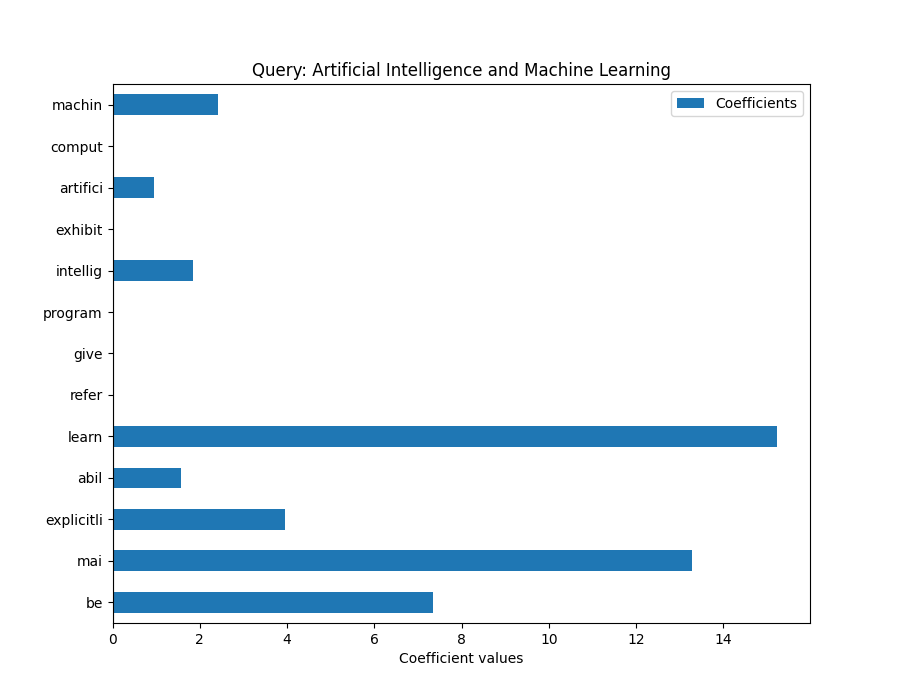 Query: Artificial Intelligence and Machine Learning
Coefficients
machin
comput
artifici
exhibit
intellig
program
give
refer
learn
abil
explicitli
mai
be
0 2 4 6 8 10 12 14
Coefficient values